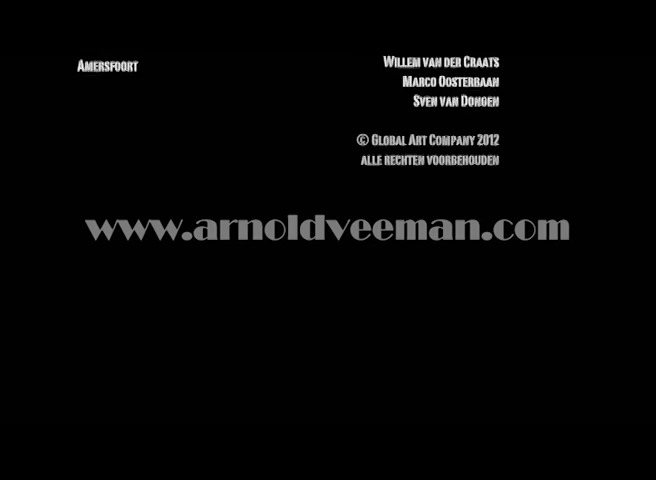 Amersfoort
Willem van der Craats
Marco Oosterbaan
Sven van Dongen
© Global Art Company 2012
alle rechten voorbehouden
www.arnoldveeman.com